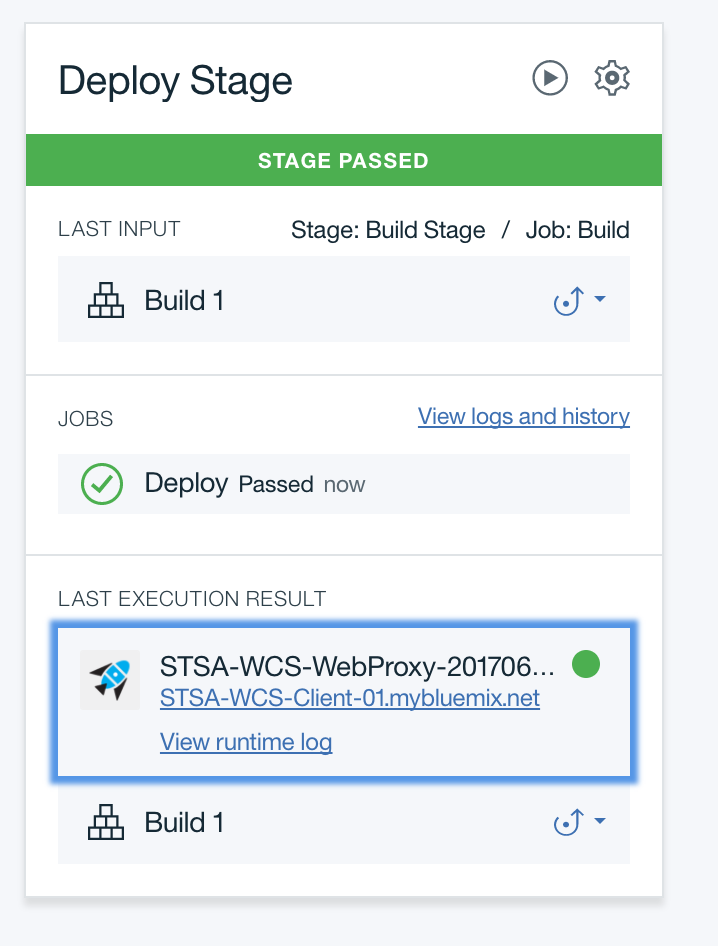 Deploy Stage
STAGE PASSED
LAST INPUT Stage: Build Stage / Job: Build
Build 1
JOBS View logs and history
Deploy Passed now
LAST EXECUTION RESULT
STSA-WCS-WebProxy-201706...
STSA-WCS-Client-01.mybluemix.net
View runtime log
Build 1